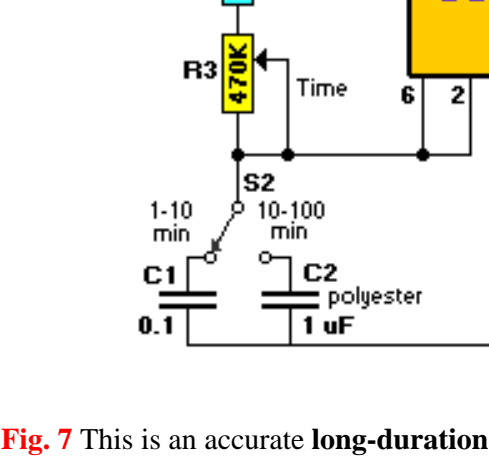 R3
470K
Time
6 2
S2
1-10
min
10-100
min
C1
C2
polyester
0.1
1 uF
Fig. 7 This is an accurate long-duration